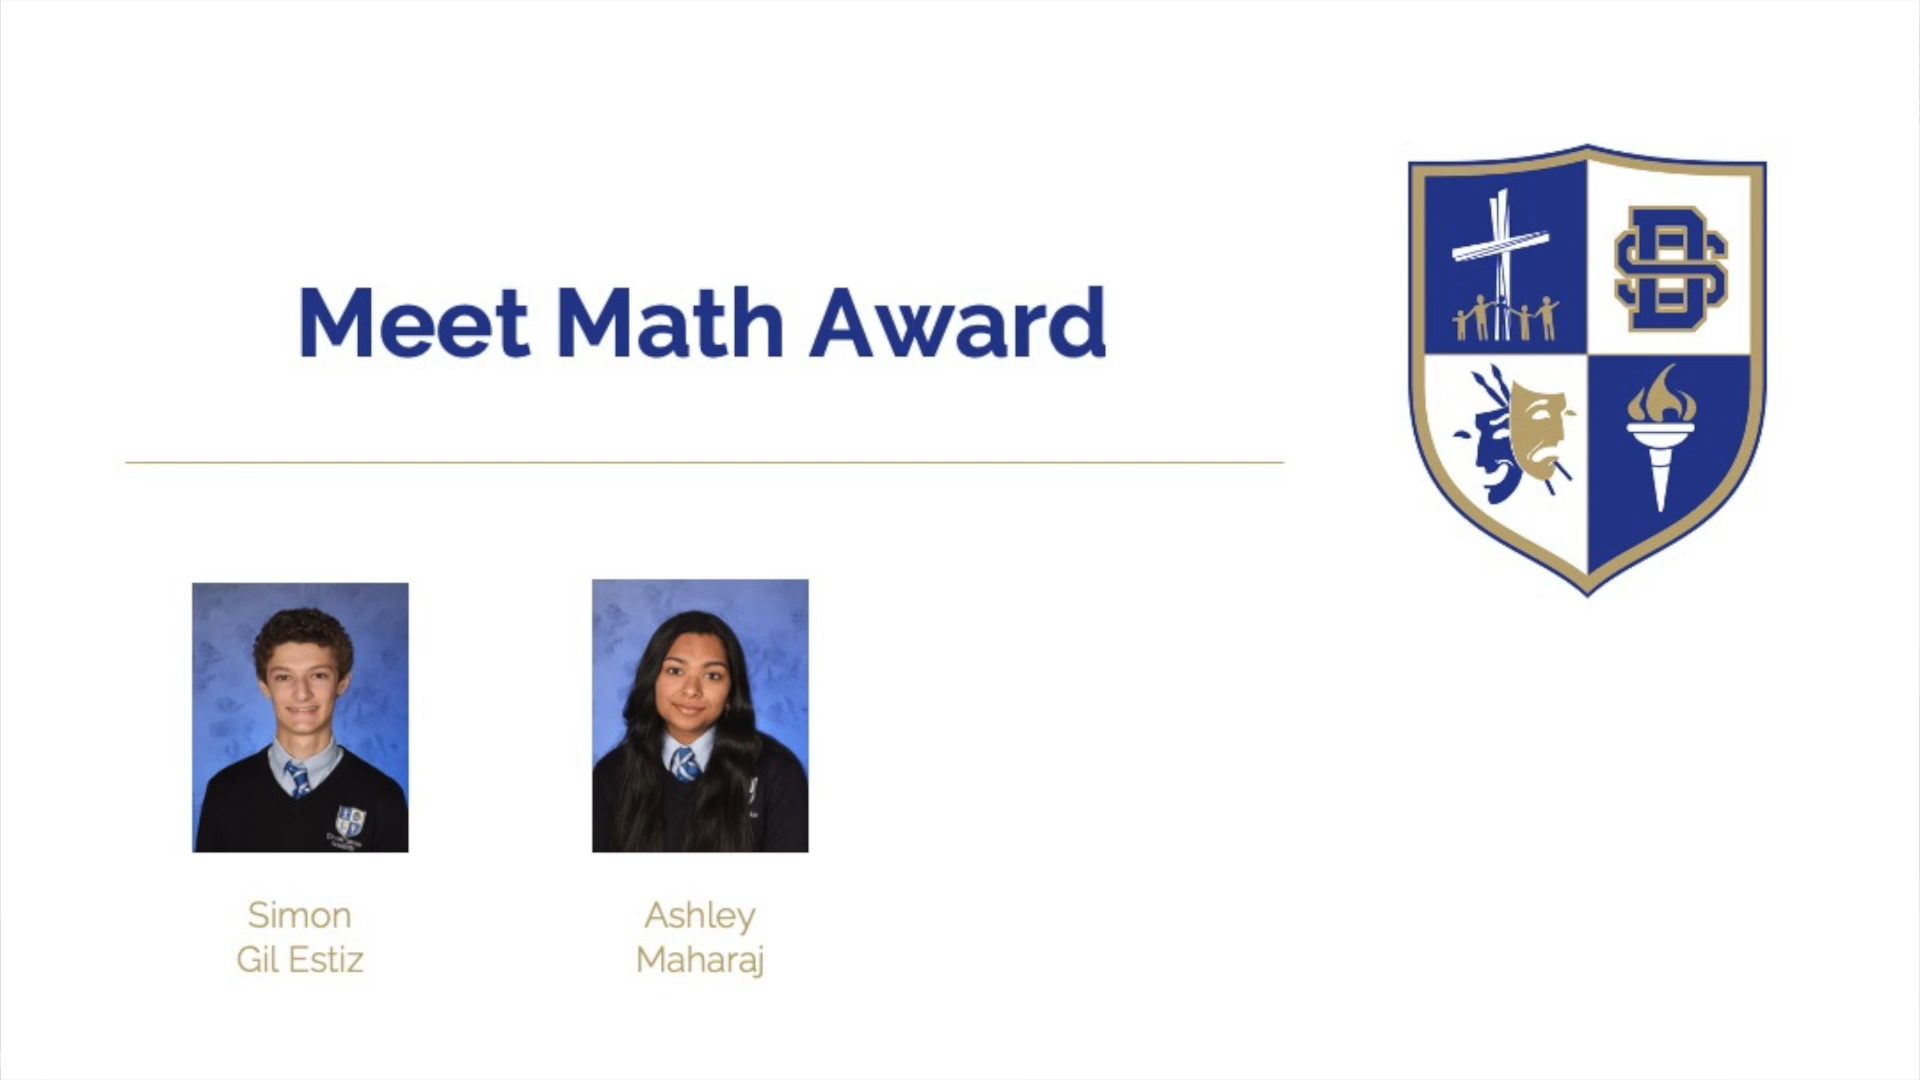 Meet Math Award
Simon
Gil Estiz
Ashley
Maharaj